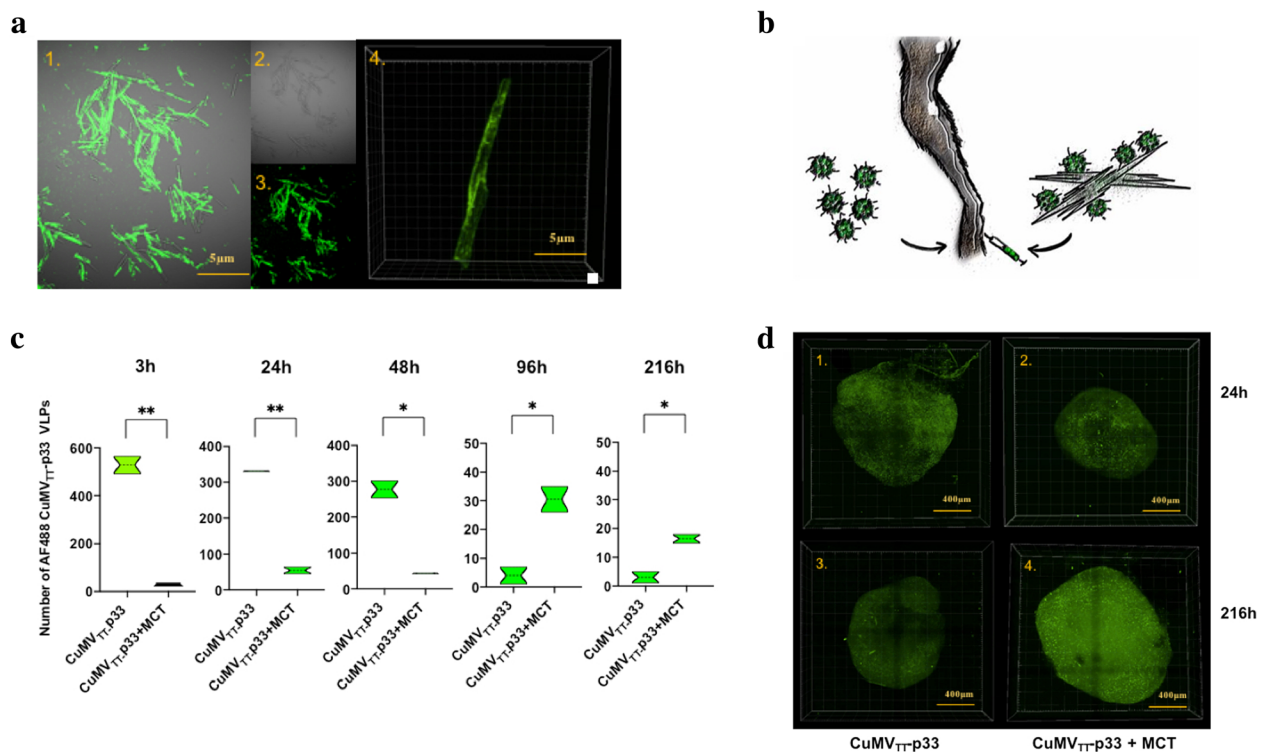 a
b
1.
2.
3.
4.
5μm
5μm
c
3h
24h
48h
96h
216h
Number of AF488 CuMVTT-p33 VLPs
**
**
*
*
*
600
400
200
0
400
300
200
100
0
400
300
200
100
0
50
40
30
20
10
0
50
40
30
20
10
0
CuMVTT-p33
CuMVTT-p33+MCT
CuMVTT-p33
CuMVTT-p33+MCT
CuMVTT-p33
CuMVTT-p33+MCT
CuMVTT-p33
CuMVTT-p33+MCT
CuMVTT-p33
CuMVTT-p33+MCT
d
1.
2.
24h
400μm
400μm
3.
4.
216h
400μm
400μm
CuMVTT-p33
CuMVTT-p33 + MCT